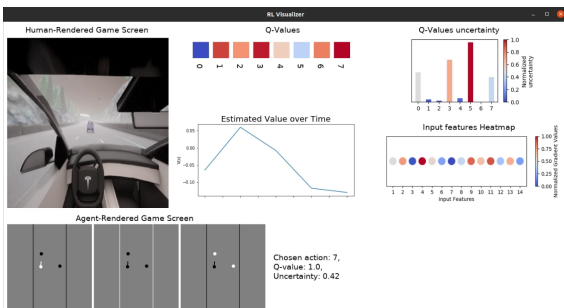 RL Visualizer
Human-Rendered Game Screen
Q-Values
0 1 2 3 4 5 6 7
Q-Values uncertainty
1.0
0.8
0.6
0.4
0.2
0.0
Normalized
uncertainty
0 1 2 3 4 5 6 7
Estimated Value over Time
0.05
0.00
−0.05
−0.10
V(s)
Input features Heatmap
1.00
0.75
0.50
0.25
0.00
Normalized Gradient Values
1 2 3 4 5 6 7 8 9 10 11 12 13 14
Input Features
Agent-Rendered Game Screen
Chosen action: 7,
Q-value: 1.0,
Uncertainty: 0.42